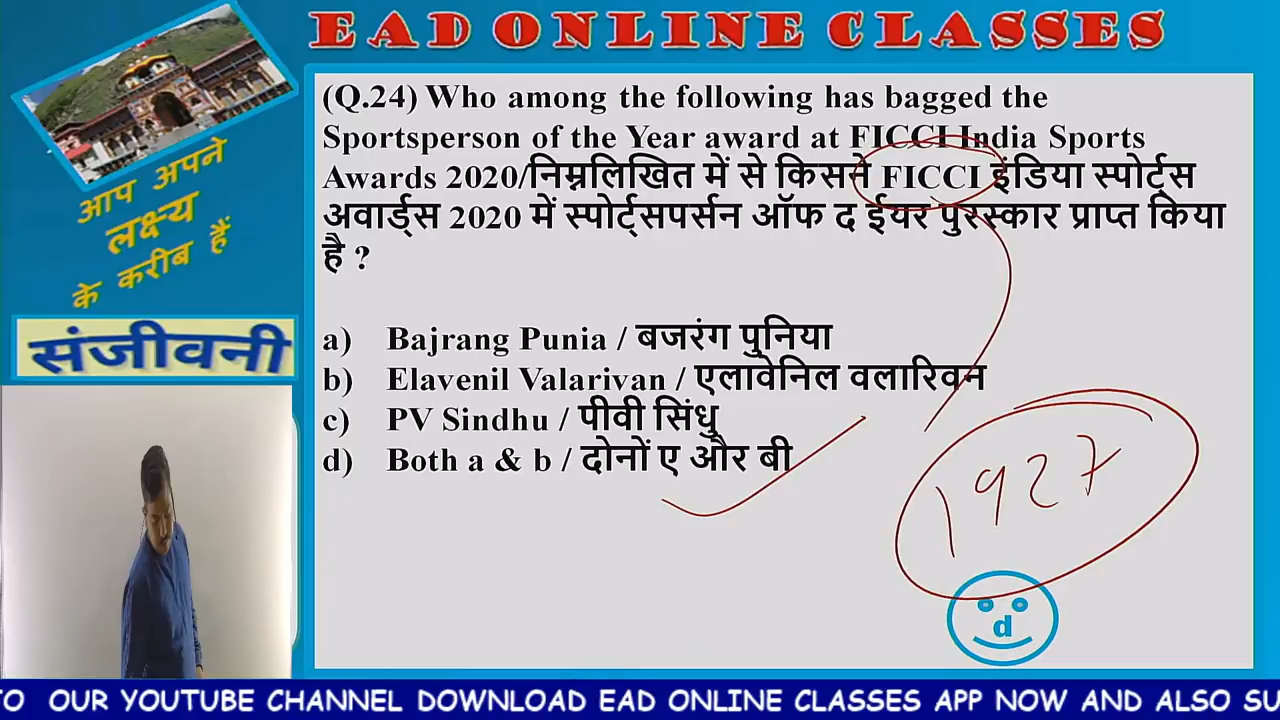 EAD ONLINE CLASSES
आप अपने
लक्ष्य
के करीब हैं
संजीवनी
(Q.24) Who among the following has bagged the
Sportsperson of the Year award at FICCI India Sports
Awards 2020/निम्नलिखित में से किसने FICCI इंडिया स्पोर्ट्स
अवार्ड्स 2020 में स्पोर्ट्सपर्सन ऑफ द ईयर पुरस्कार प्राप्त किया
है ?
a) Bajrang Punia / बजरंग पुनिया
b) Elavenil Valarivan / एलावेनिल वलारिवन
c) PV Sindhu / पीवी सिंधु
d) Both a & b / दोनों ए और बी
1927
d
TO OUR YOUTUBE CHANNEL DOWNLOAD EAD ONLINE CLASSES APP NOW AND ALSO SU